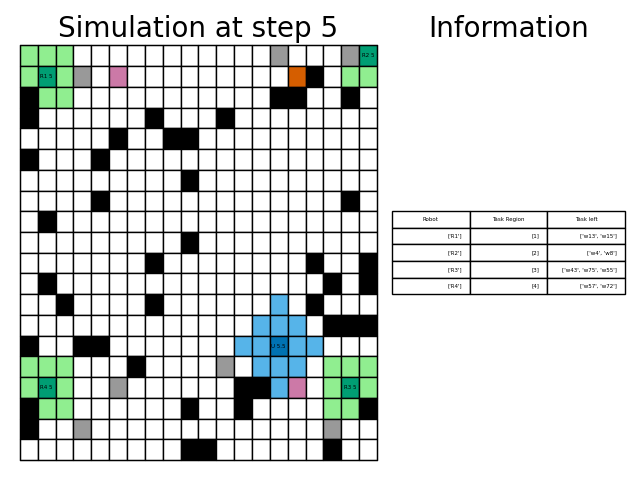 Simulation at step 5
Information
R2 5
R1 5
Robot Task Region Task left
['R1'] [1] ['w13', 'w15']
['R2'] [2] ['w4', 'w8']
['R3'] [3] ['w43', 'w75', 'w55']
['R4'] [4] ['w57', 'w72']
U 5 5
R4 5
R3 5